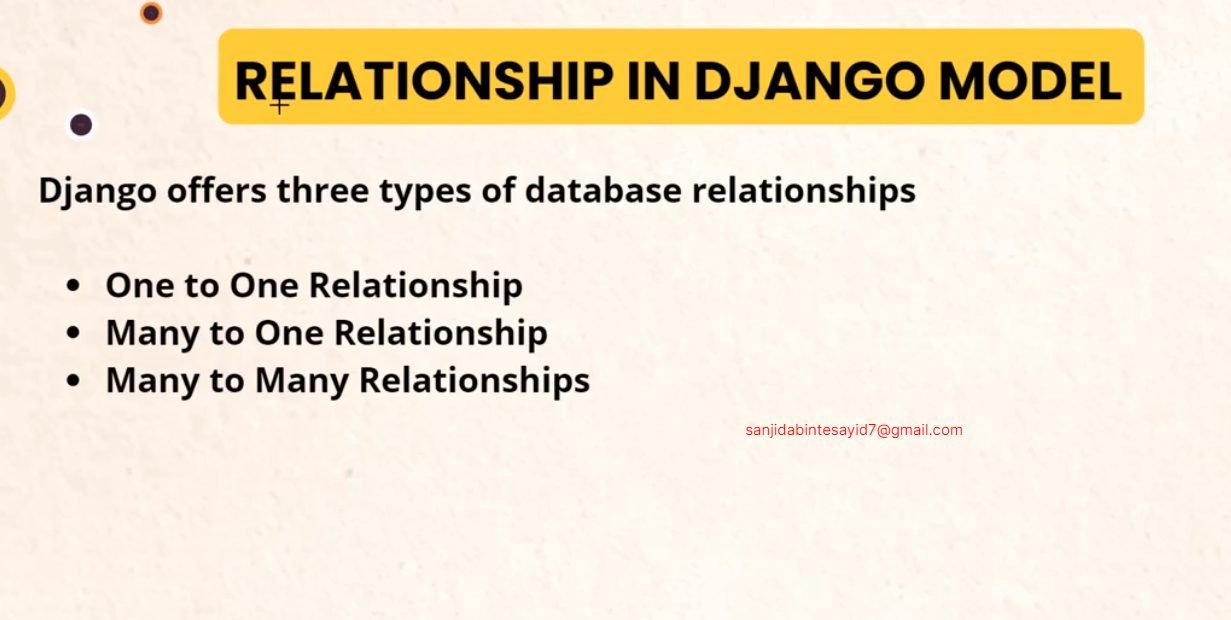 RELATIONSHIP IN DJANGO MODEL
Django offers three types of database relationships
• One to One Relationship
• Many to One Relationship
• Many to Many Relationships
sanjidabintesayid7@gmail.com